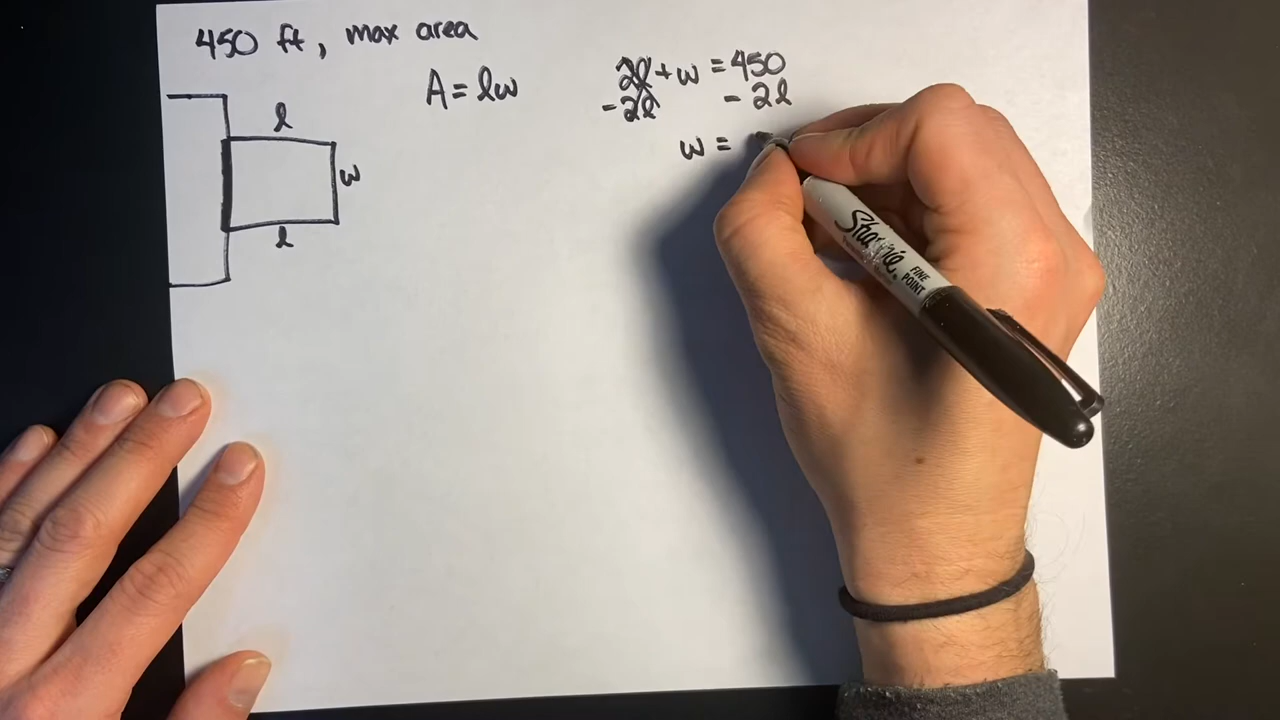 450 ft, max area
A = lw
2l + w = 450
- 2l - 2l
w =
l
w
l
Sharpie
FINE
POINT